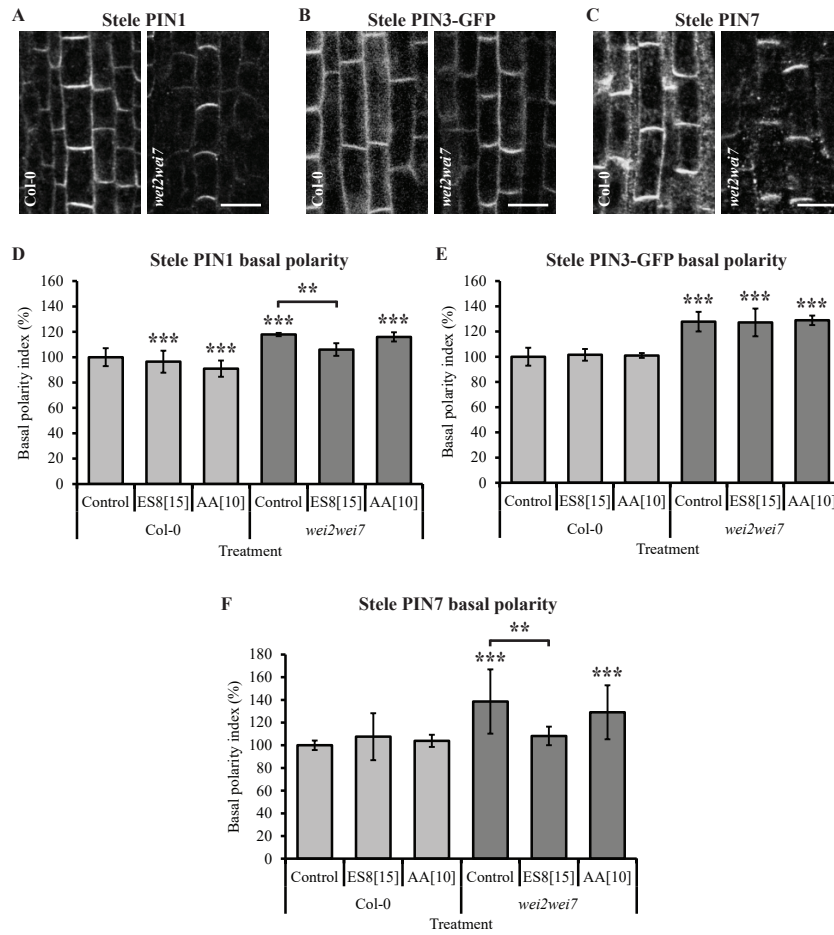 A Stele PIN1
B Stele PIN3-GFP
C Stele PIN7
Col-0
wei2wei7
Col-0
wei2wei7
Col-0
wei2wei7
D Stele PIN1 basal polarity
Basal polarity index (%)
160
140
120
100
80
60
40
20
0
*** *** *** ** ***
Control ES8[15] AA[10] Control ES8[15] AA[10]
Col-0 wei2wei7
Treatment
E Stele PIN3-GFP basal polarity
Basal polarity index (%)
160
140
120
100
80
60
40
20
0
*** *** ***
Control ES8[15] AA[10] Control ES8[15] AA[10]
Col-0 wei2wei7
Treatment
F Stele PIN7 basal polarity
Basal polarity index (%)
180
160
140
120
100
80
60
40
20
0
**
*** ***
Control ES8[15] AA[10] Control ES8[15] AA[10]
Col-0 wei2wei7
Treatment